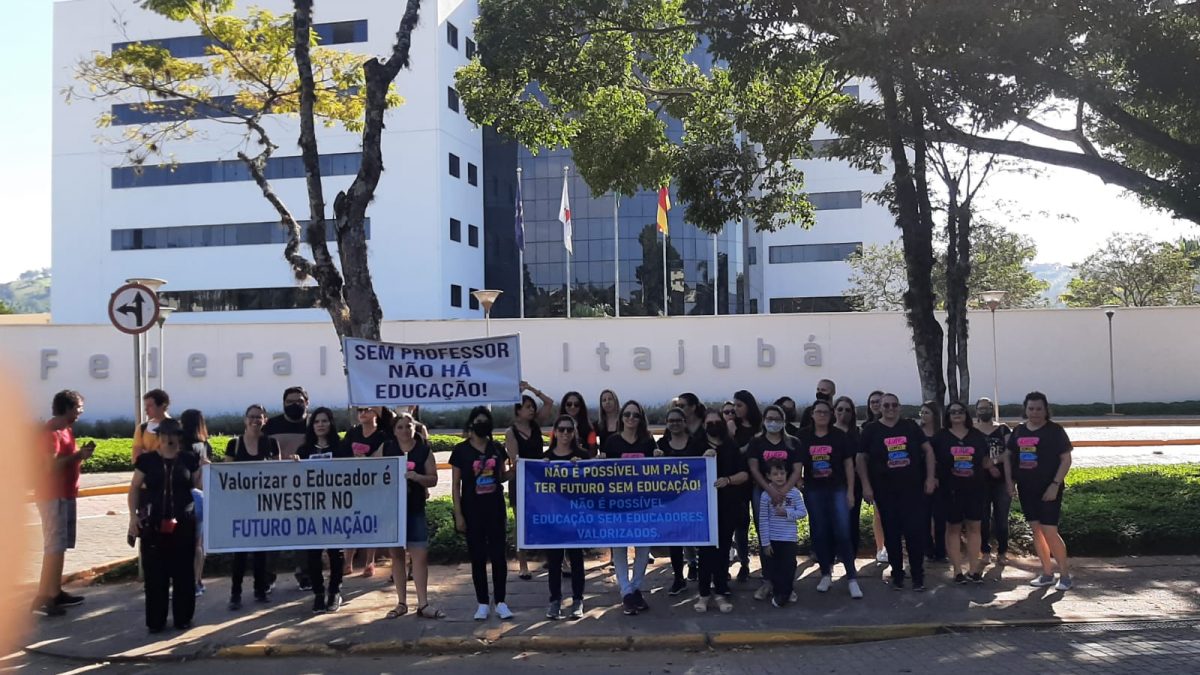 Federal Itajubá
SEM PROFESSOR
NÃO HÁ
EDUCAÇÃO!
Valorizar o Educador é
INVESTIR NO
FUTURO DA NAÇÃO!
NÃO É POSSÍVEL UM PAÍS
TER FUTURO SEM EDUCAÇÃO!
NÃO É POSSÍVEL
EDUCAÇÃO SEM EDUCADORES
VALORIZADOS.